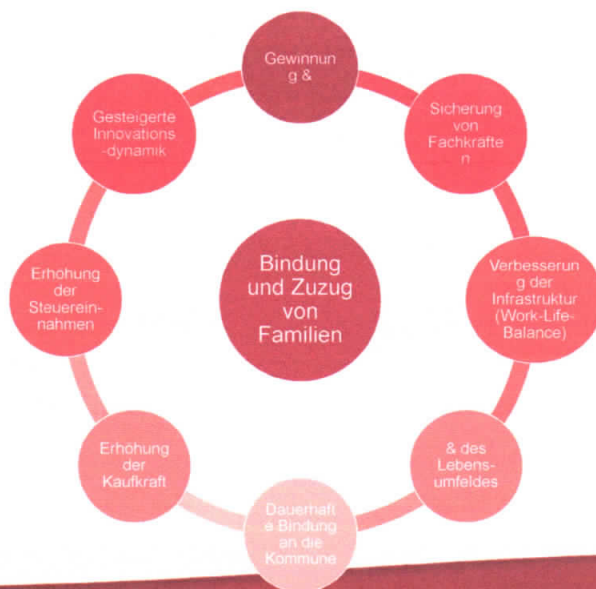 Gewinnun
g &
Sicherung
von
Fachkräfte
n
Verbesserun
g der
Infrastruktur
(Work-Life-
Balance)
& des
Lebens-
umfeldes
Dauerhaft
e Bindung
an die
Kommune
Erhöhung
der
Kaufkraft
Erhöhung
der
Steuerein-
nahmen
Gesteigerte
Innovations
-dynamik
Bindung
und Zuzug
von
Familien